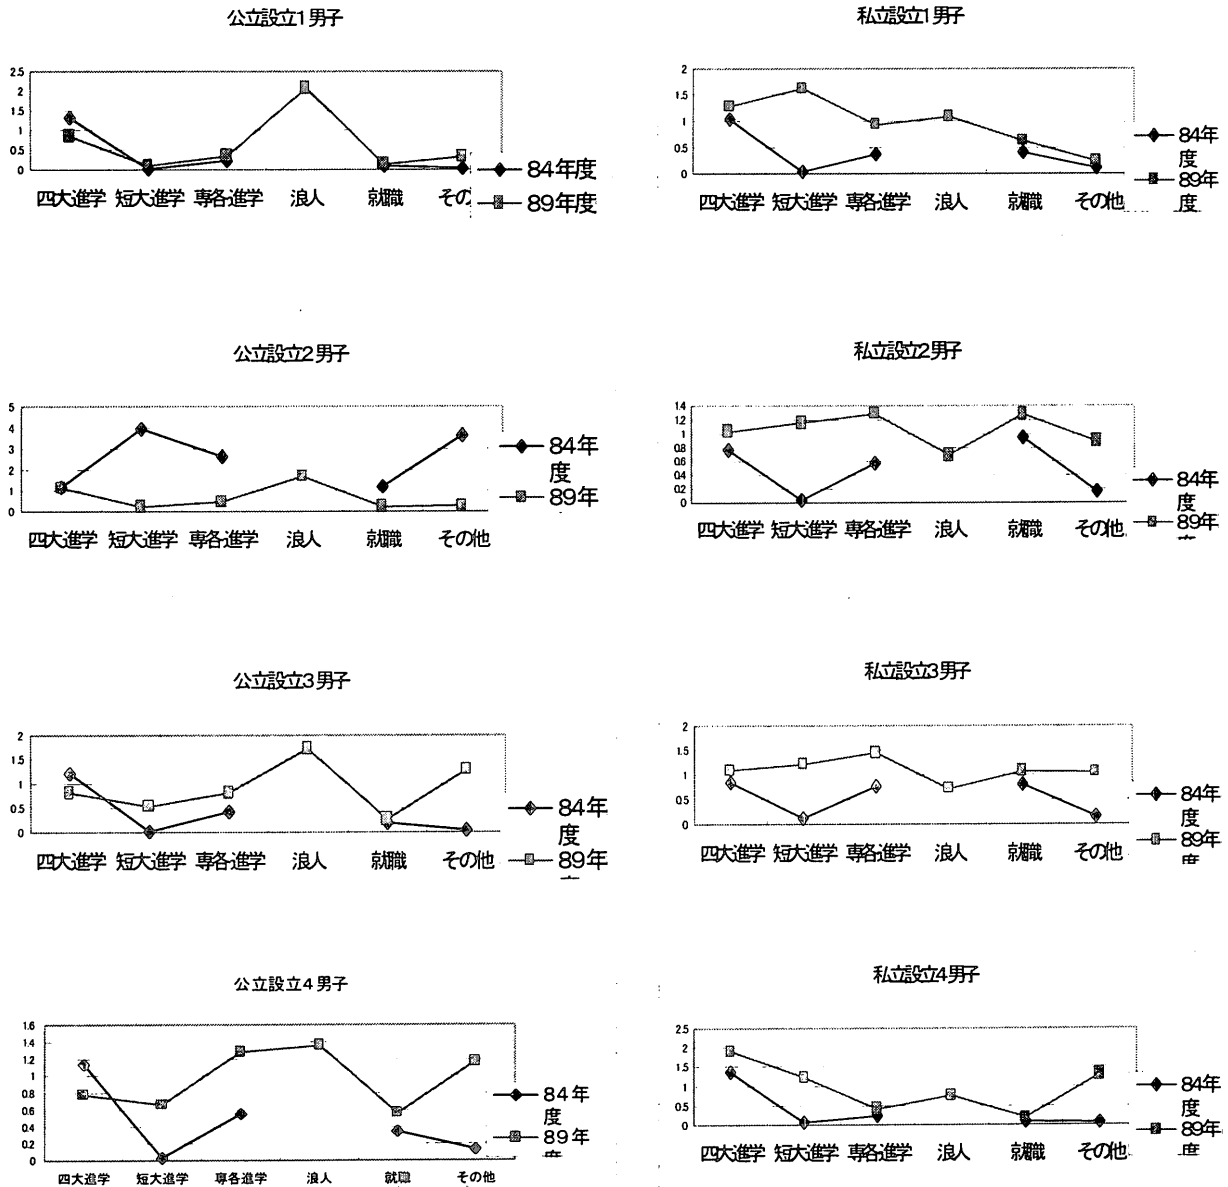 公立設立1男子
2.5
2
1.5
1
0.5
0
四大進学 短大進学 専各進学 浪人 就職 その
84年度
89年度
私立設立1男子
2
1.5
1
0.5
0
四大進学 短大進学 専各進学 浪人 就職 その他
84年
度
89年
度
公立設立2男子
5
4
3
2
1
0
四大進学 短大進学 専各進学 浪人 就職 その他
84年
度
89年
私立設立2男子
1.4
1.2
1
0.8
0.6
0.4
0.2
0
四大進学 短大進学 専各進学 浪人 就職 その他
84年
度
89年
度
公立設立3男子
2
1.5
1
0.5
0
四大進学 短大進学 専各進学 浪人 就職 その他
84年
度
89年
私立設立3男子
2
1.5
1
0.5
0
四大進学 短大進学 専各進学 浪人 就職 その他
84年
度
89年
度
公立設立4男子
1.6
1.4
1.2
1
0.8
0.6
0.4
0.2
0
四大進学 短大進学 専各進学 浪人 就職 その他
84年
度
89年
私立設立4男子
2.5
2
1.5
1
0.5
0
四大進学 短大進学 専各進学 浪人 就職 その他
84年
度
89年
度